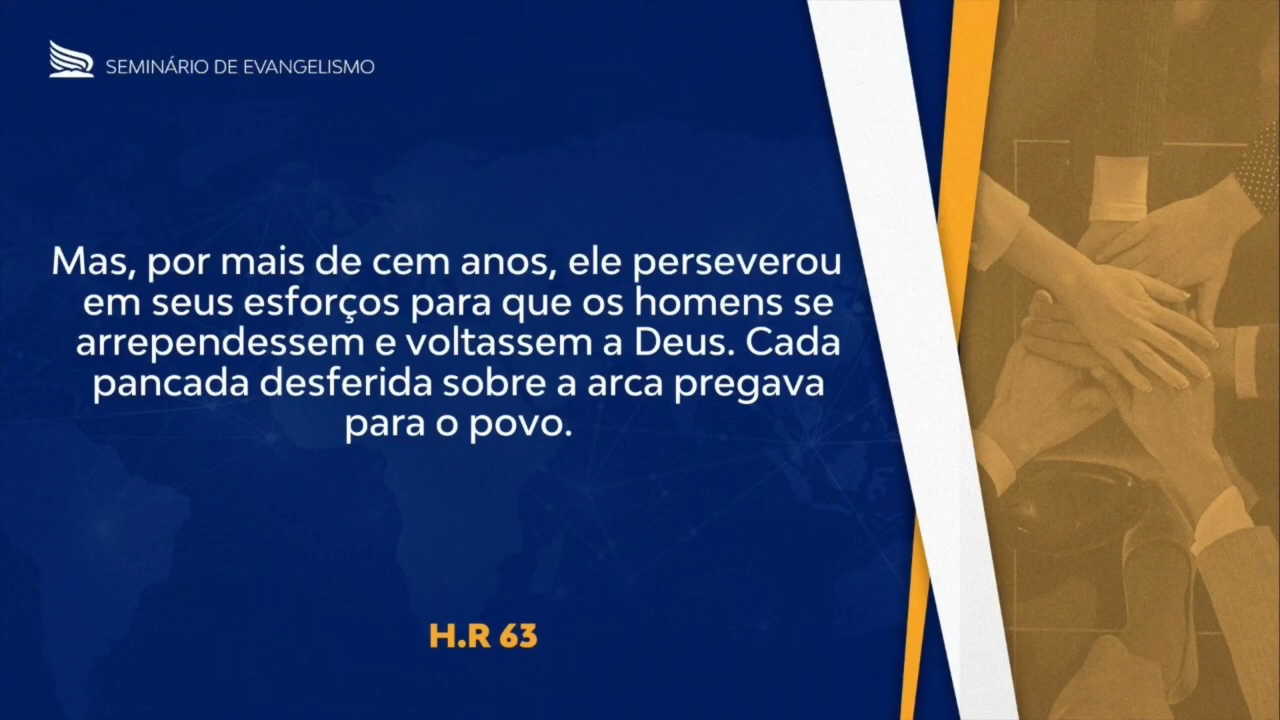 SEMINÁRIO DE EVANGELISMO
Mas, por mais de cem anos, ele perseverou
em seus esforços para que os homens se
arrependessem e voltassem a Deus. Cada
pancada desferida sobre a arca pregava
para o povo.
H.R 63